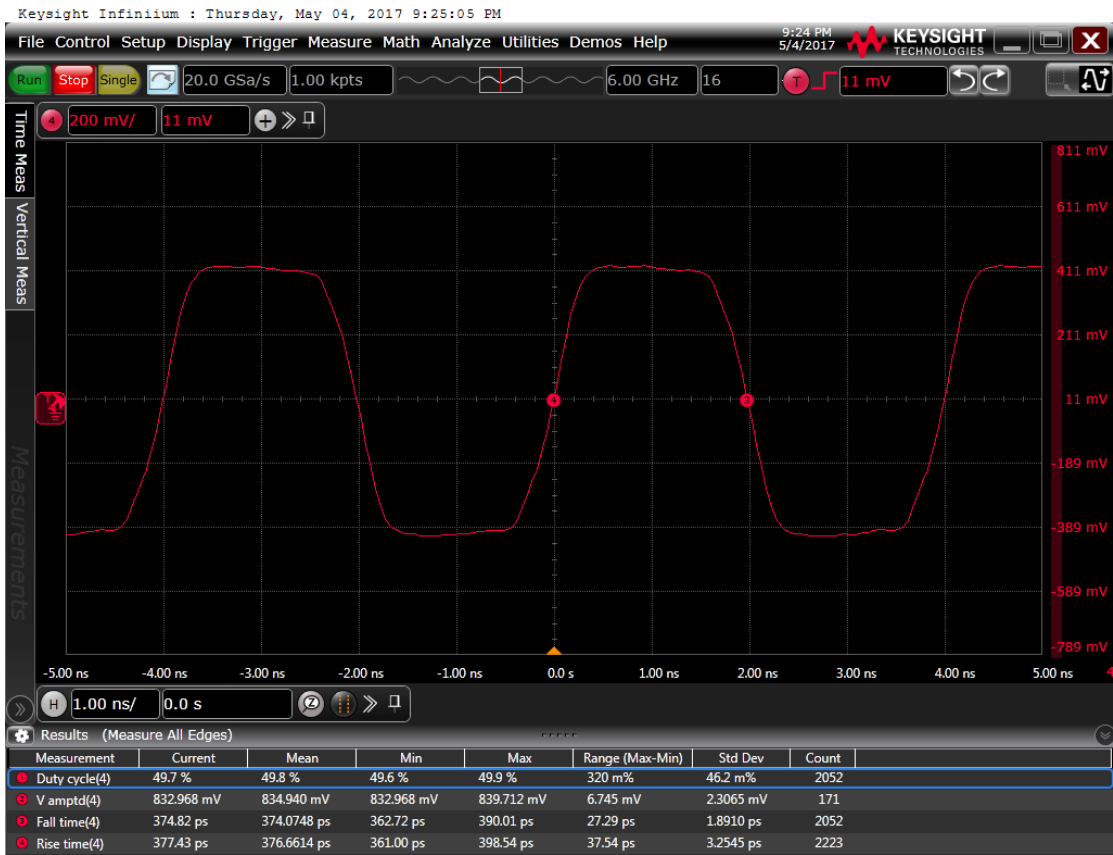 Keysight Infiniium : Thursday, May 04, 2017 9:25:05 PM
File Control Setup Display Trigger Measure Math Analyze Utilities Demos Help
9:24 PM
5/4/2017
KEYSIGHT
TECHNOLOGIES
X
Run Stop Single 20.0 GSa/s 1.00 kpts 6.00 GHz 16 T 11 mV
4 200 mV/ 11 mV
Time Meas
Vertical Meas
Measurements
811 mV
611 mV
411 mV
211 mV
11 mV
-189 mV
-389 mV
-589 mV
-789 mV
4 3
-5.00 ns -4.00 ns -3.00 ns -2.00 ns -1.00 ns 0.0 s 1.00 ns 2.00 ns 3.00 ns 4.00 ns 5.00 ns 4
H 1.00 ns/ 0.0 s Z
Results (Measure All Edges)
Measurement Current Mean Min Max Range (Max-Min) Std Dev Count
1 Duty cycle(4) 49.7 % 49.8 % 49.6 % 49.9 % 320 m% 46.2 m% 2052
2 V amptd(4) 832.968 mV 834.940 mV 832.968 mV 839.712 mV 6.745 mV 2.3065 mV 171
3 Fall time(4) 374.82 ps 374.0748 ps 362.72 ps 390.01 ps 27.29 ps 1.8910 ps 2052
4 Rise time(4) 377.43 ps 376.6614 ps 361.00 ps 398.54 ps 37.54 ps 3.2545 ps 2223